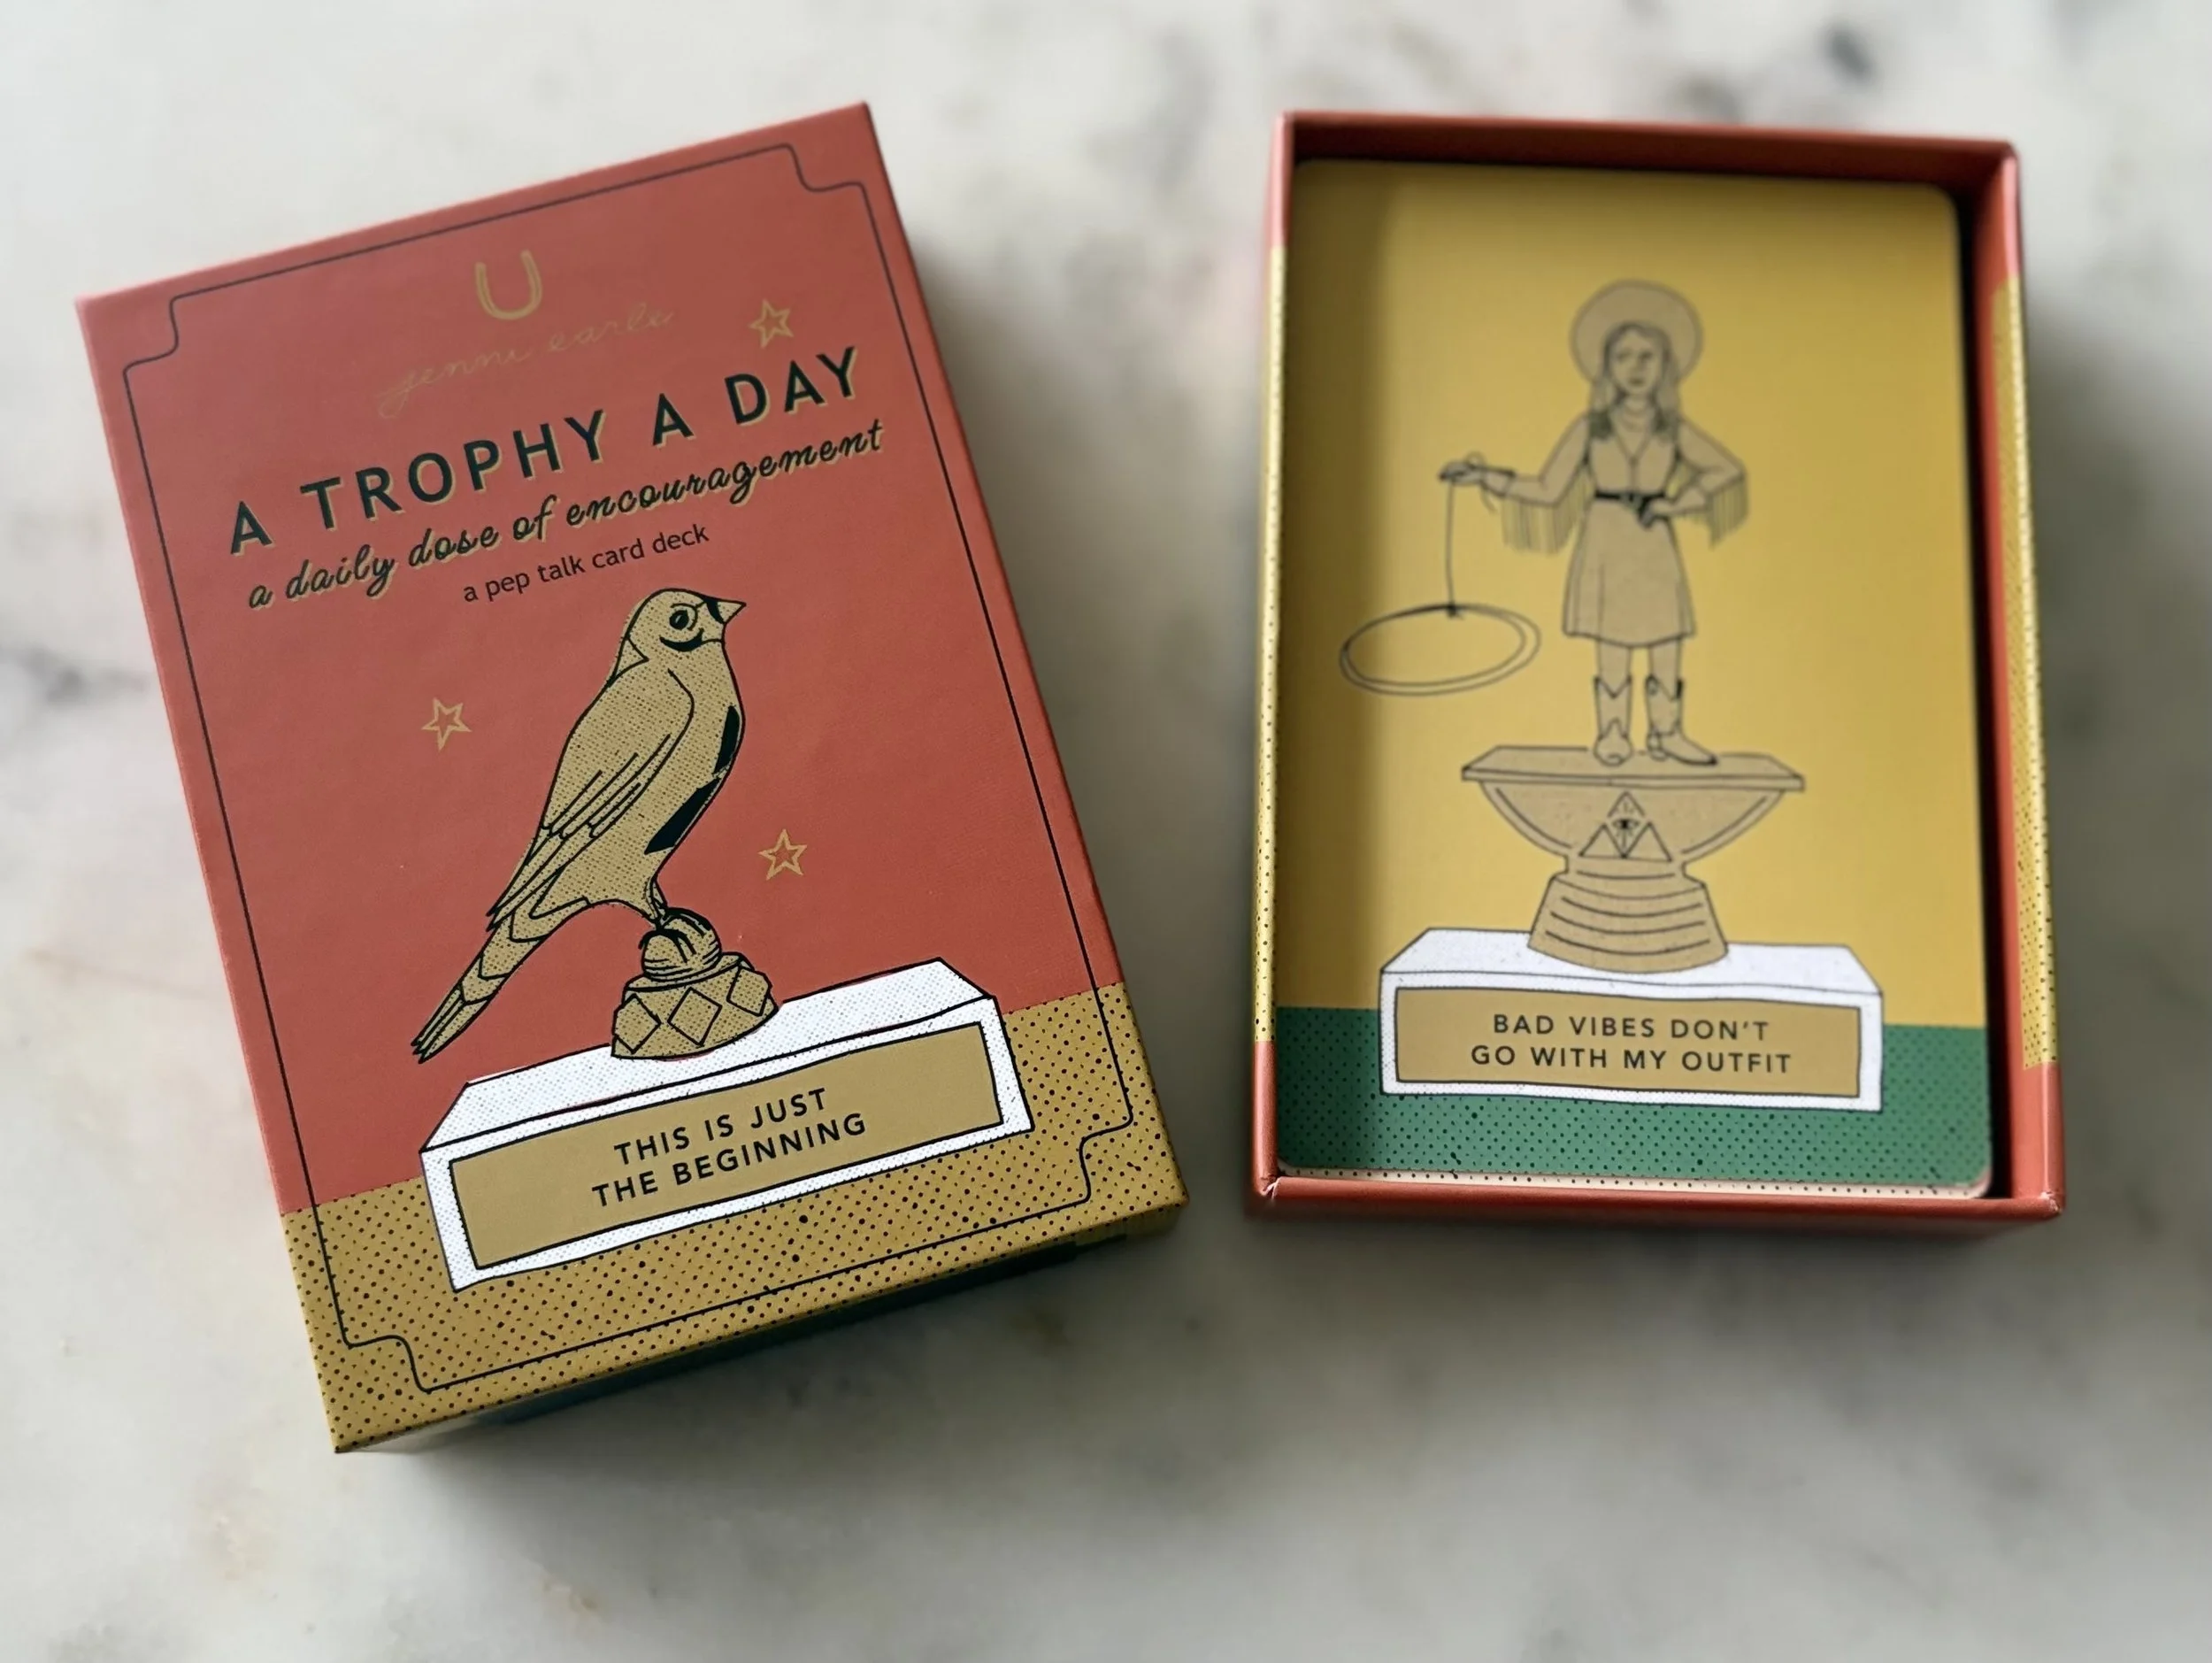 jenni earle
A TROPHY A DAY
a daily dose of encouragement
a pep talk card deck
THIS IS JUST
THE BEGINNING
BAD VIBES DON'T
GO WITH MY OUTFIT